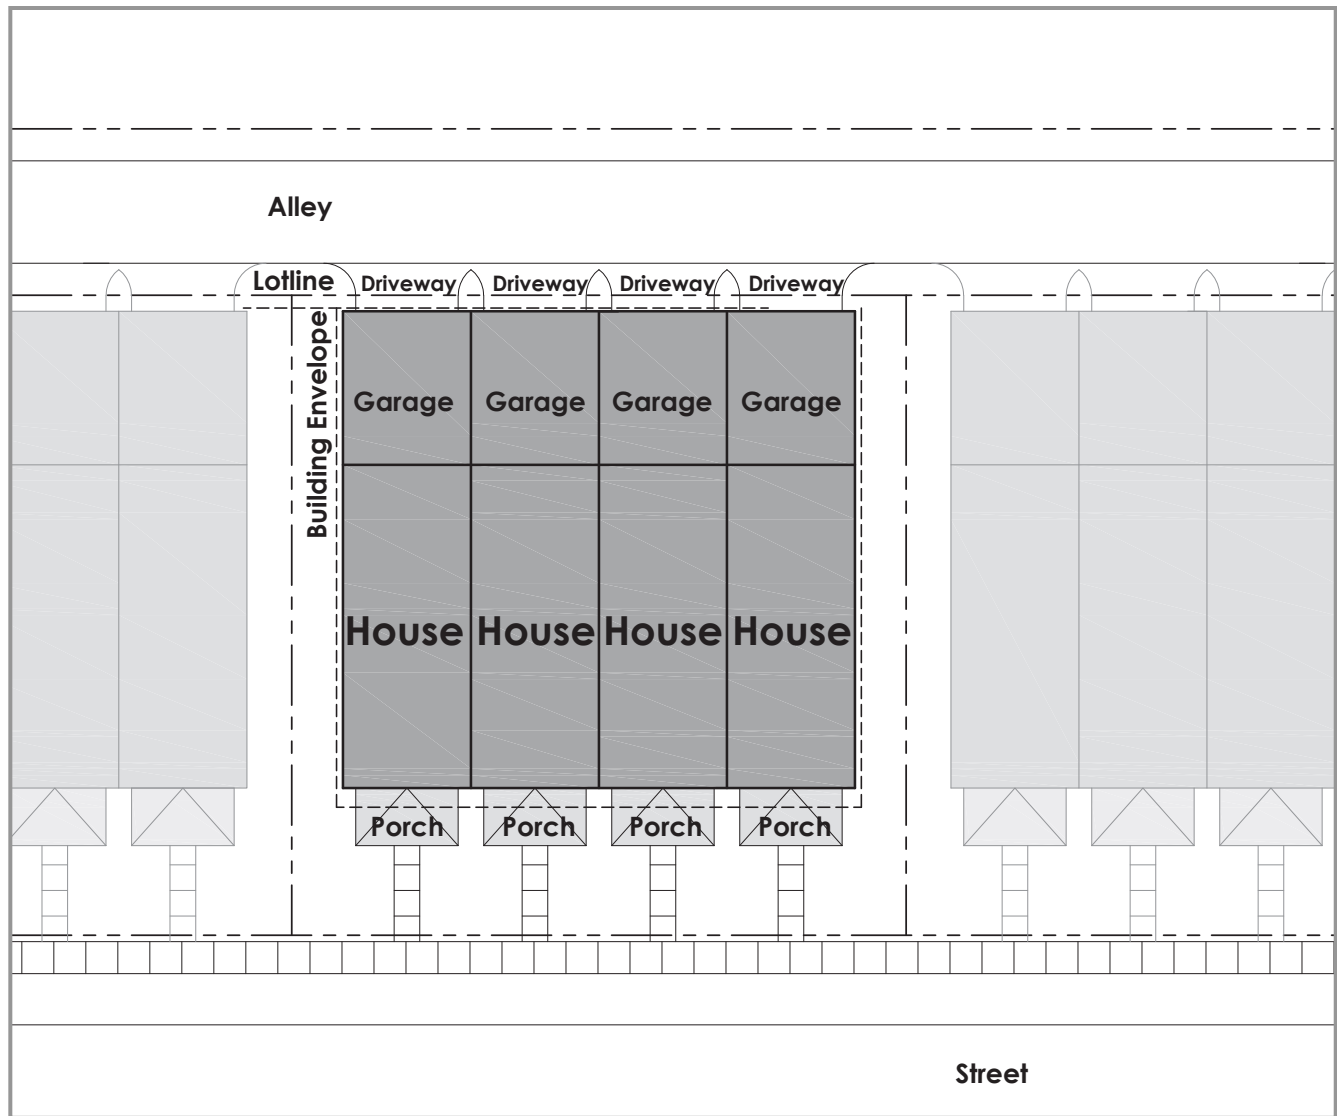 Alley
Lotline
Driveway Driveway Driveway Driveway
Building Envelope
Garage Garage Garage Garage
House House House House
Porch Porch Porch Porch
Street